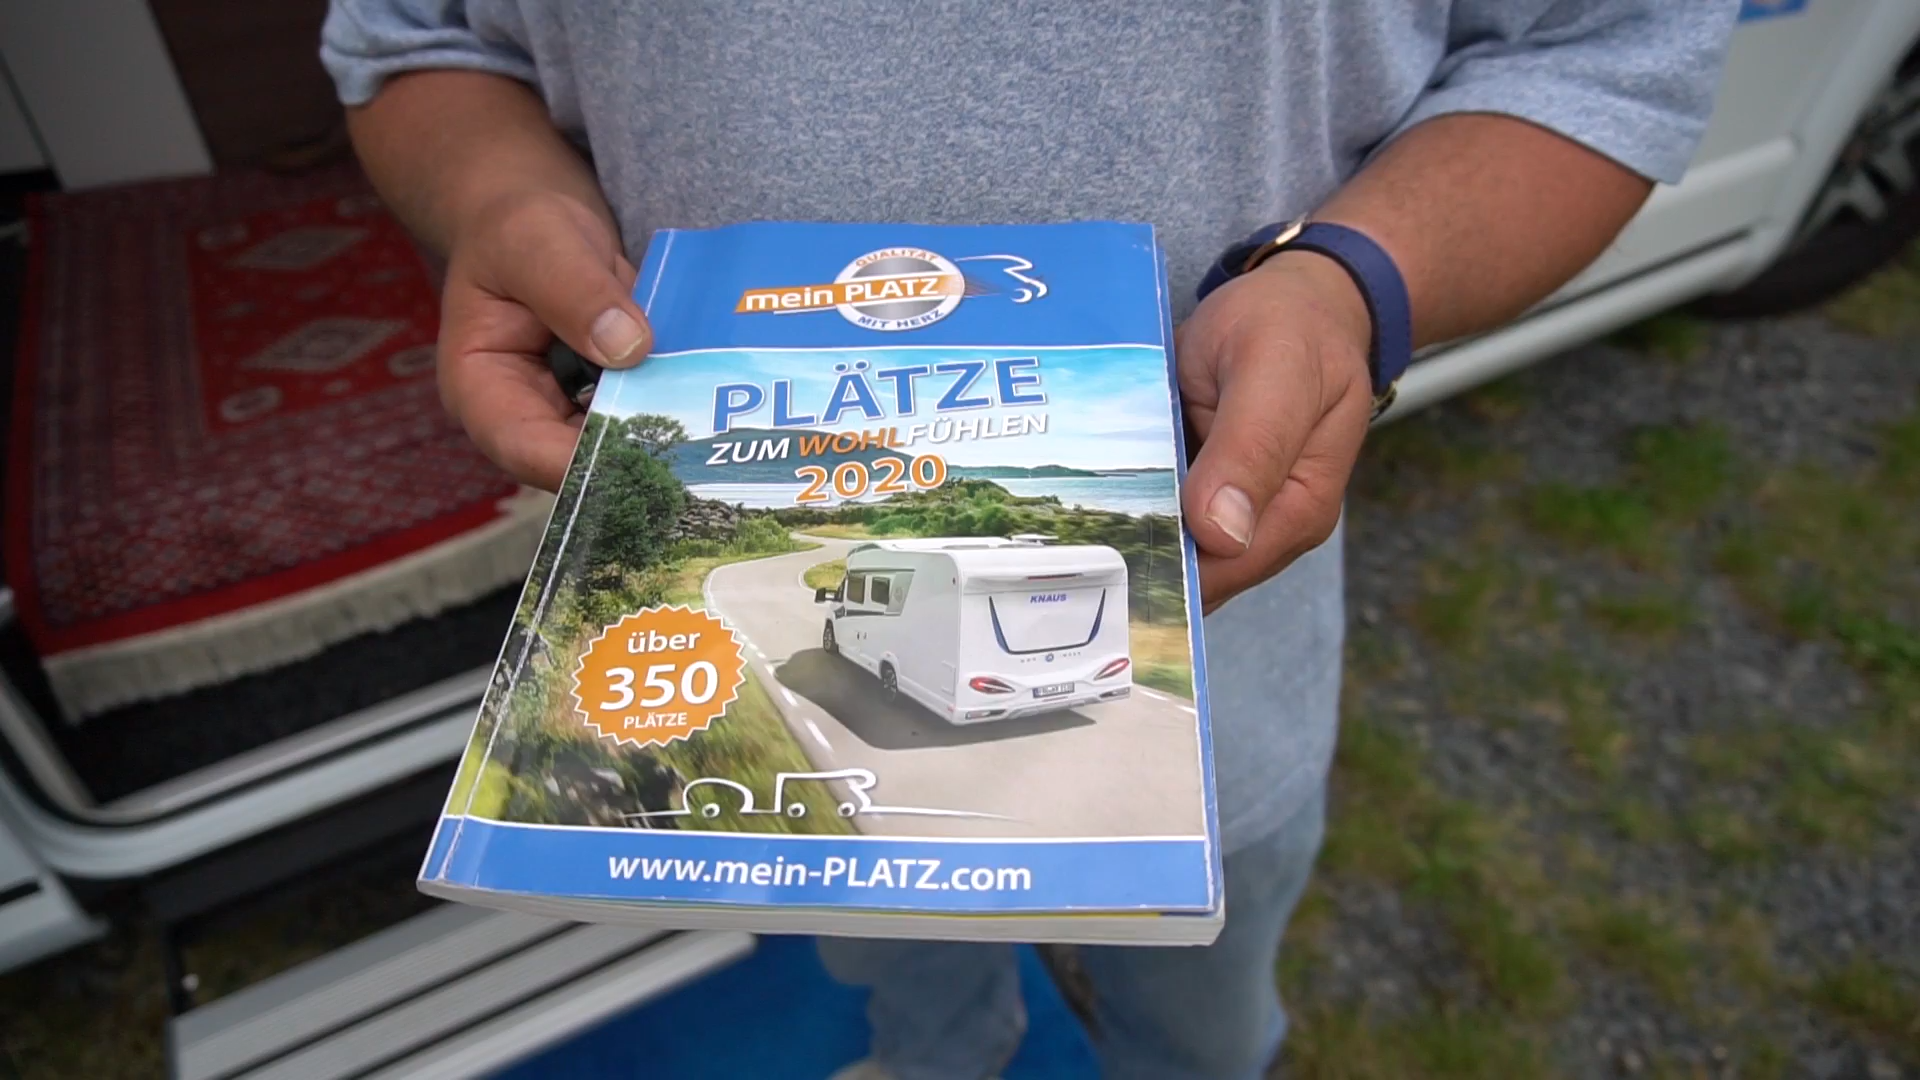 QUALITÄT
mein PLATZ
MIT HERZ
PLÄTZE
ZUM WOHLFÜHLEN
2020
KNAUS
über
350
PLÄTZE
www.mein-PLATZ.com